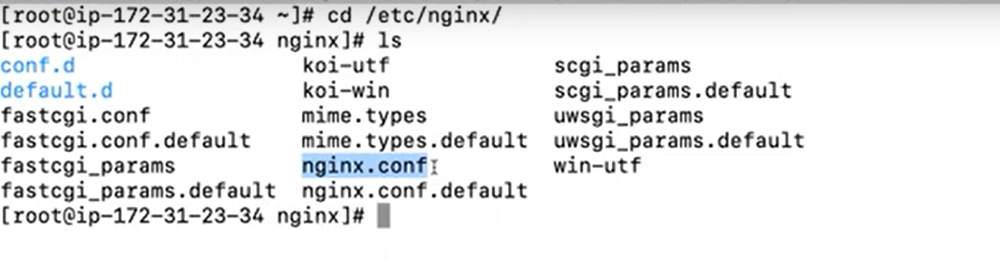 [root@ip-172-31-23-34 ~]# cd /etc/nginx/
[root@ip-172-31-23-34 nginx]# ls
conf.d koi-utf scgi_params
default.d koi-win scgi_params.default
fastcgi.conf mime.types uwsgi_params
fastcgi.conf.default mime.types.default uwsgi_params.default
fastcgi_params nginx.conf win-utf
fastcgi_params.default nginx.conf.default
[root@ip-172-31-23-34 nginx]#